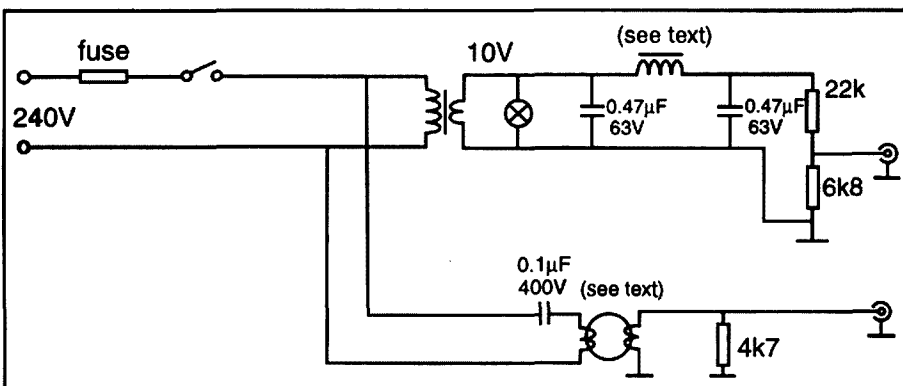 fuse
240V
10V
(see text)
0.47µF
63V
0.47µF
63V
22k
6k8
0.1µF
400V
(see text)
4k7